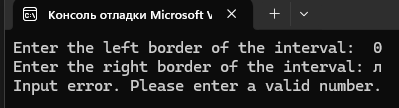 Консоль отладки Microsoft V
Enter the left border of the interval:  0
Enter the right border of the interval: л
Input error. Please enter a valid number.